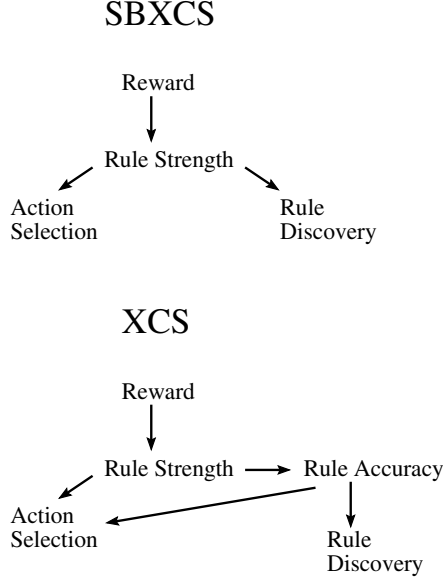 SBXCS
Reward
Rule Strength
Action
Selection
Rule
Discovery
XCS
Reward
Rule Strength
Rule Accuracy
Action
Selection
Rule
Discovery